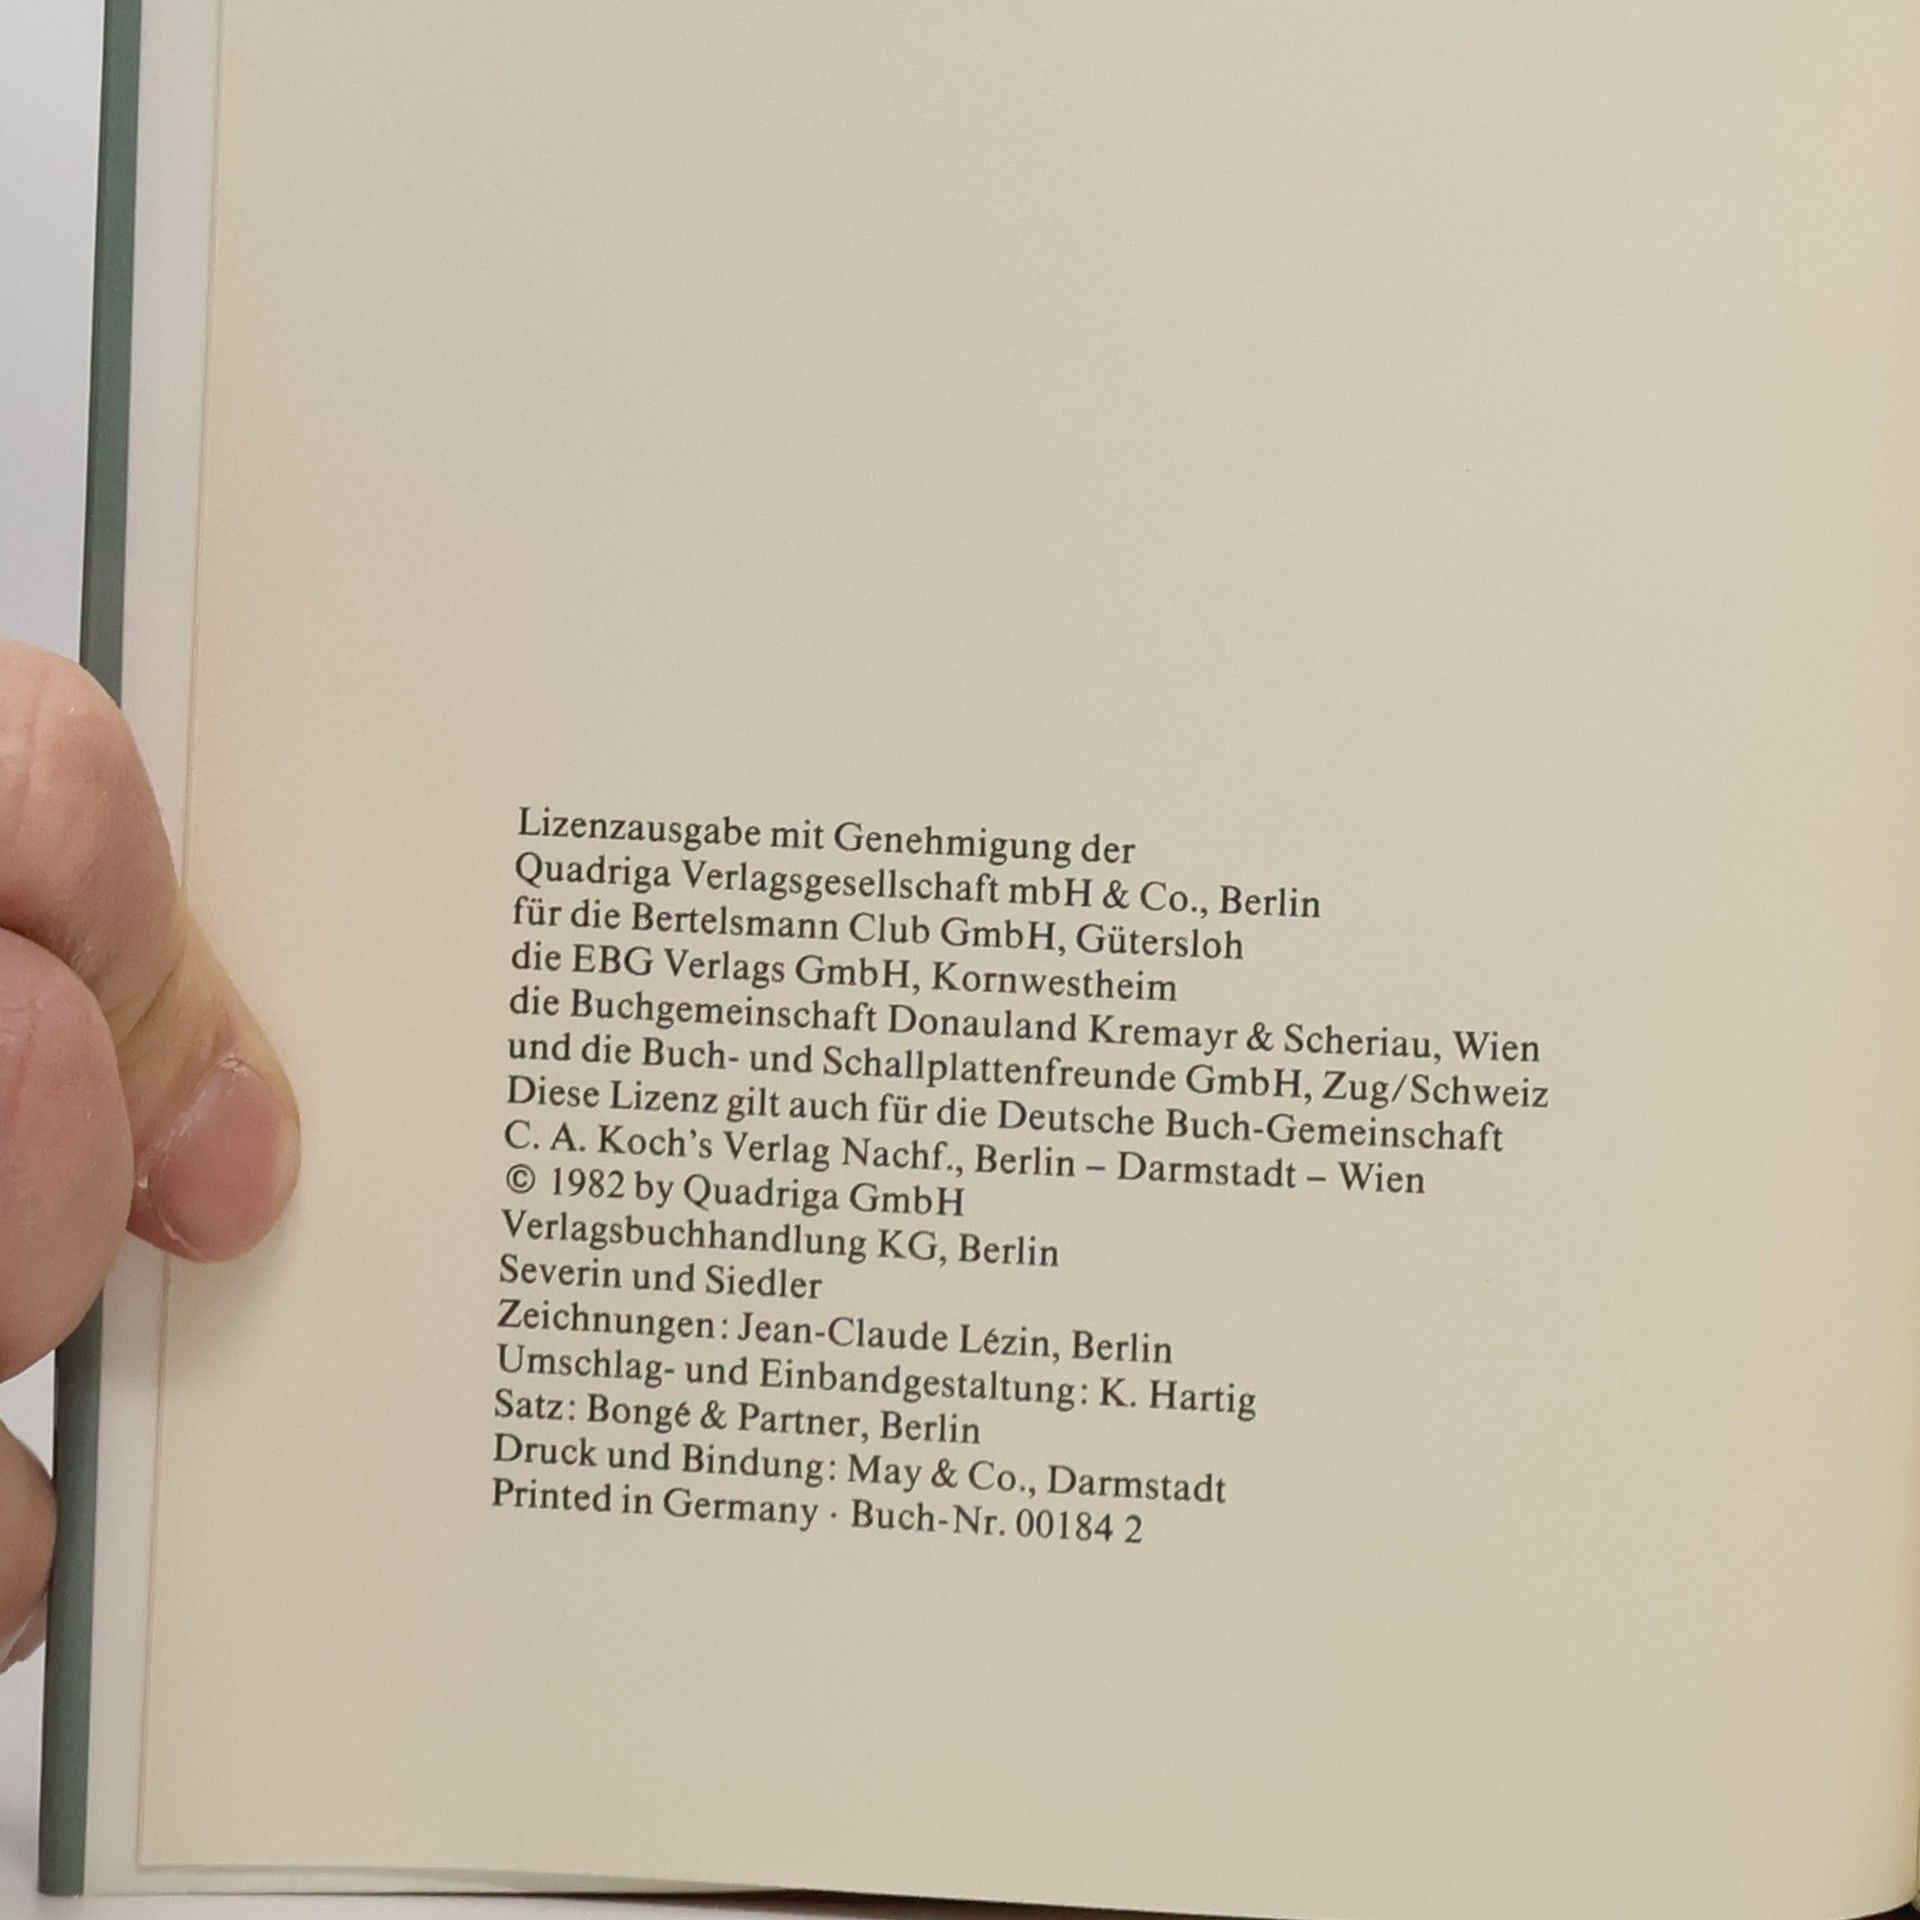 Lizenzausgabe mit Genehmigung der
Quadriga Verlagsgesellschaft mbH & Co., Berlin
für die Bertelsmann Club GmbH, Gütersloh
die EBG Verlags GmbH, Kornwestheim
die Buchgemeinschaft Donauland Kremayr & Scheriau, Wien
und die Buch- und Schallplattenfreunde GmbH, Zug/Schweiz
Diese Lizenz gilt auch für die Deutsche Buch-Gemeinschaft
C. A. Koch’s Verlag Nachf., Berlin – Darmstadt – Wien
© 1982 by Quadriga GmbH
Verlagsbuchhandlung KG, Berlin
Severin und Siedler
Zeichnungen: Jean-Claude Lézin, Berlin
Umschlag- und Einbandgestaltung: K. Hartig
Satz: Bongé & Partner, Berlin
Druck und Bindung: May & Co., Darmstadt
Printed in Germany · Buch-Nr. 00184 2